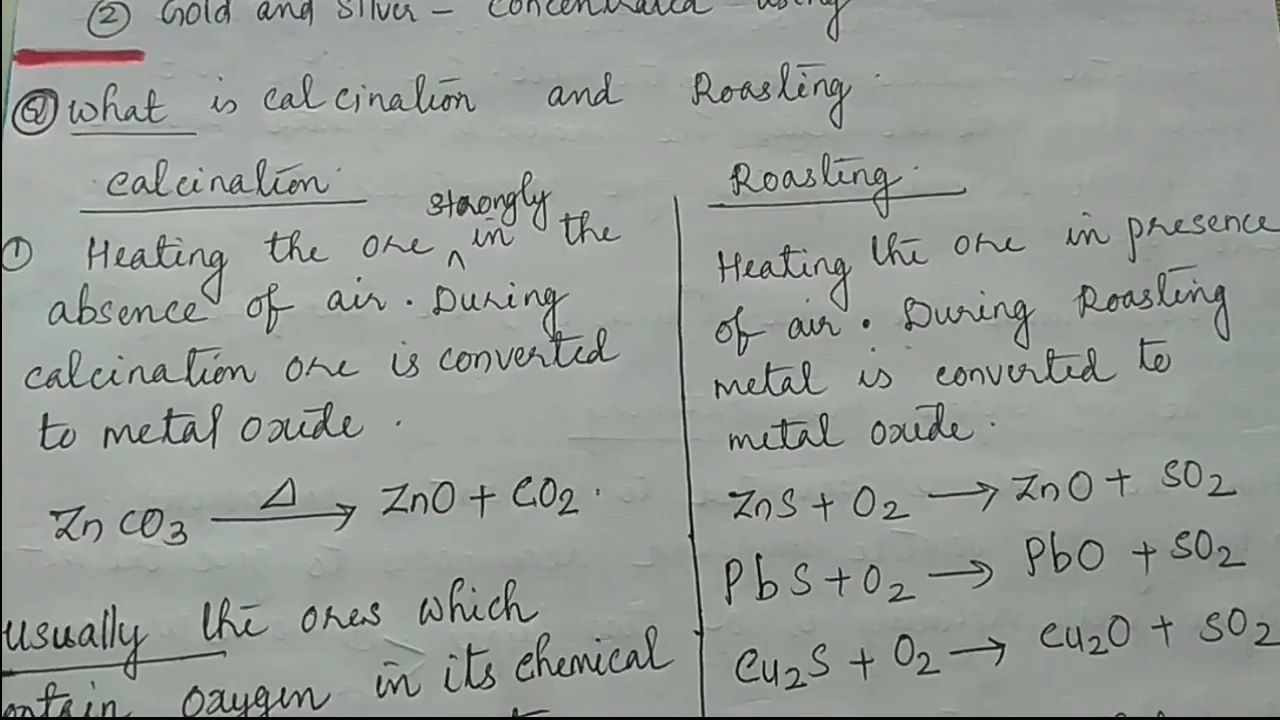 ② Gold and Silver - Concentrated using
Ⓠ What is calcination and Roasting.
Calcination.
① Heating the ore strongly in the
absence of air. During
calcination ore is converted
to metal oxide.
ZnCO3 —Δ→ ZnO + CO2.
usually the ores which
contain oxygen in its chemical
Roasting.
Heating the ore in presence
of air. During Roasting
metal is converted to
metal oxide.
ZnS + O2 → ZnO + SO2
PbS + O2 → PbO + SO2
Cu2S + O2 → Cu2O + SO2